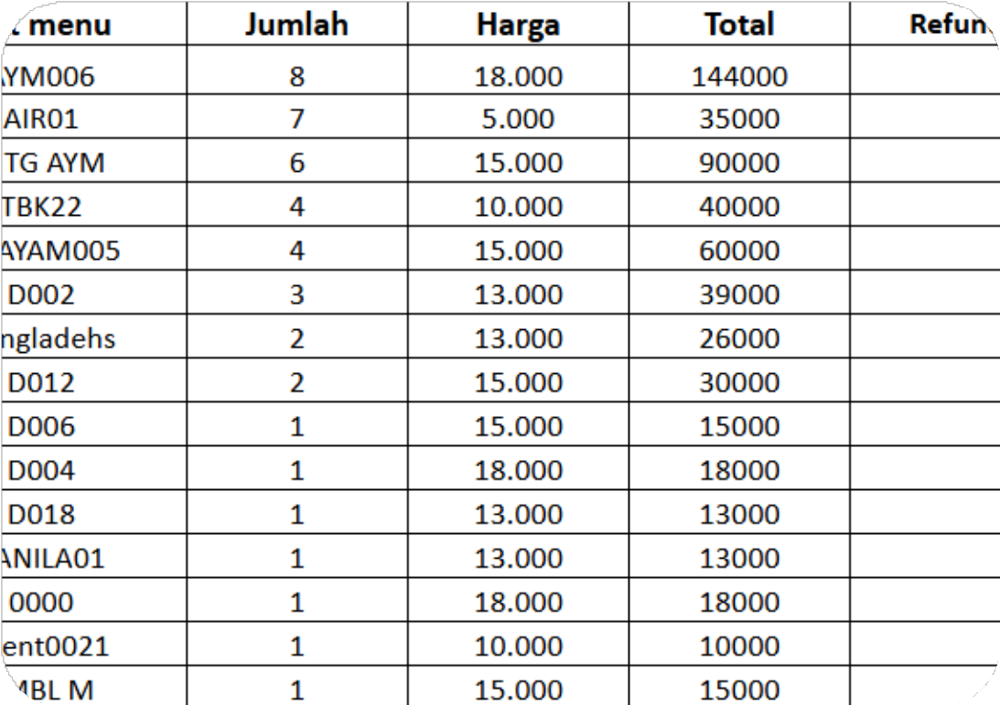 menu Jumlah Harga Total Refun
YM006 8 18.000 144000
AIR01 7 5.000 35000
TG AYM 6 15.000 90000
TBK22 4 10.000 40000
AYAM005 4 15.000 60000
D002 3 13.000 39000
ngladehs 2 13.000 26000
D012 2 15.000 30000
D006 1 15.000 15000
D004 1 18.000 18000
D018 1 13.000 13000
ANILA01 1 13.000 13000
0000 1 18.000 18000
ent0021 1 10.000 10000
MBL M 1 15.000 15000